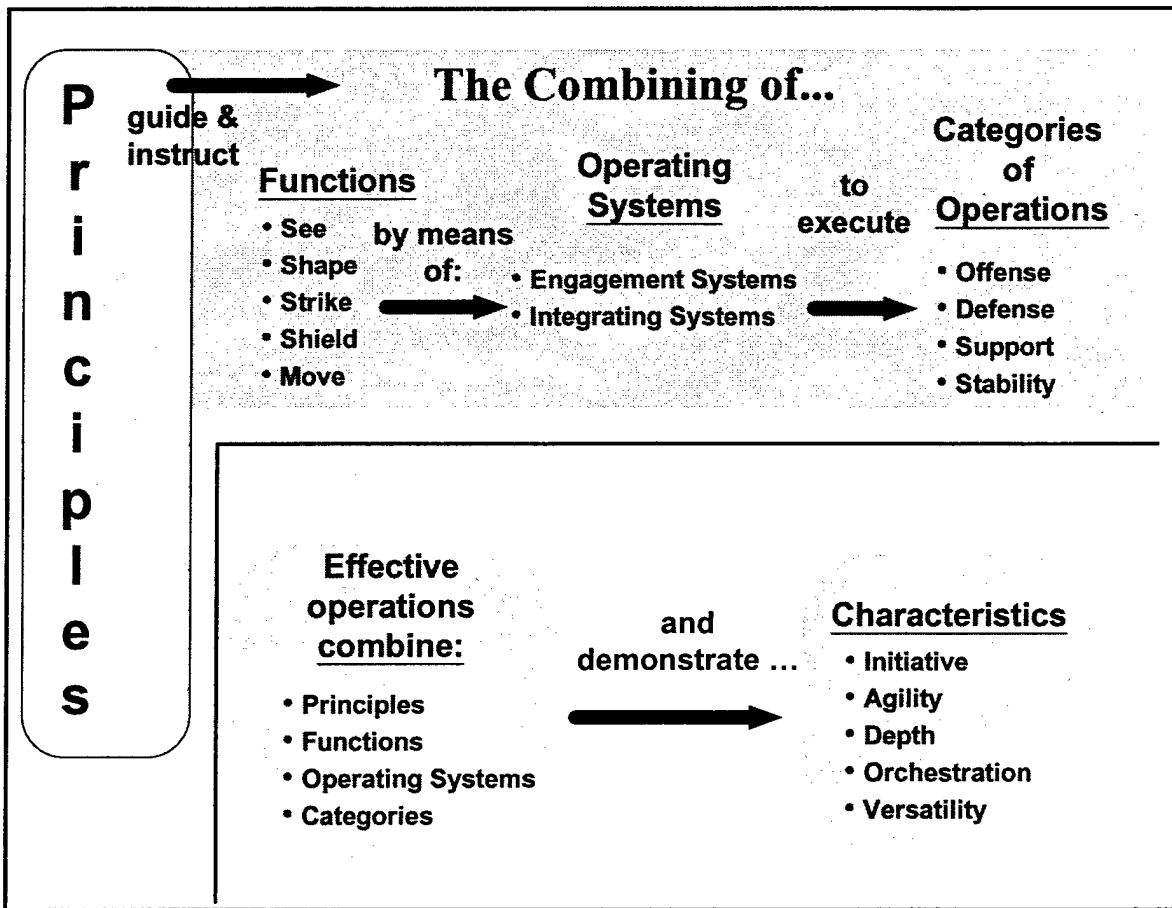 Principles
guide &
instruct
The Combining of...
Functions
• See
• Shape
• Strike
• Shield
• Move
by means
of:
Operating
Systems
• Engagement Systems
• Integrating Systems
to
execute
Categories
of
Operations
• Offense
• Defense
• Support
• Stability
Effective
operations
combine:
• Principles
• Functions
• Operating Systems
• Categories
and
demonstrate ...
Characteristics
• Initiative
• Agility
• Depth
• Orchestration
• Versatility